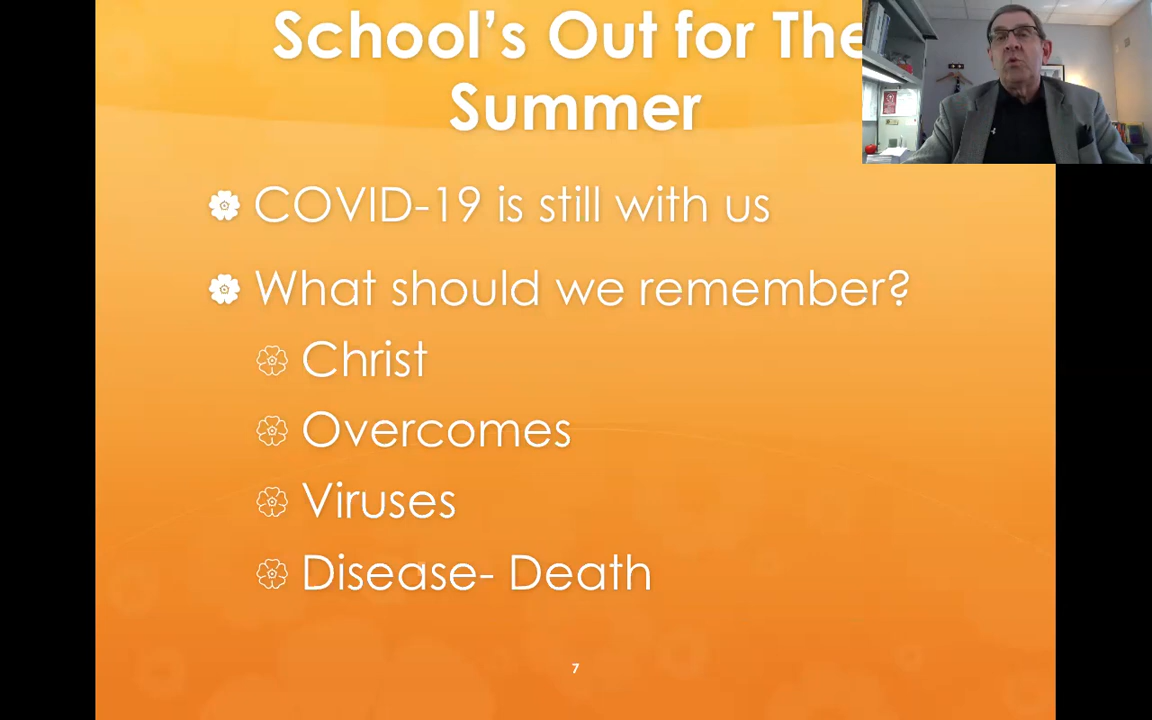 School's Out for The
Summer
COVID-19 is still with us
What should we remember?
Christ
Overcomes
Viruses
Disease- Death
7